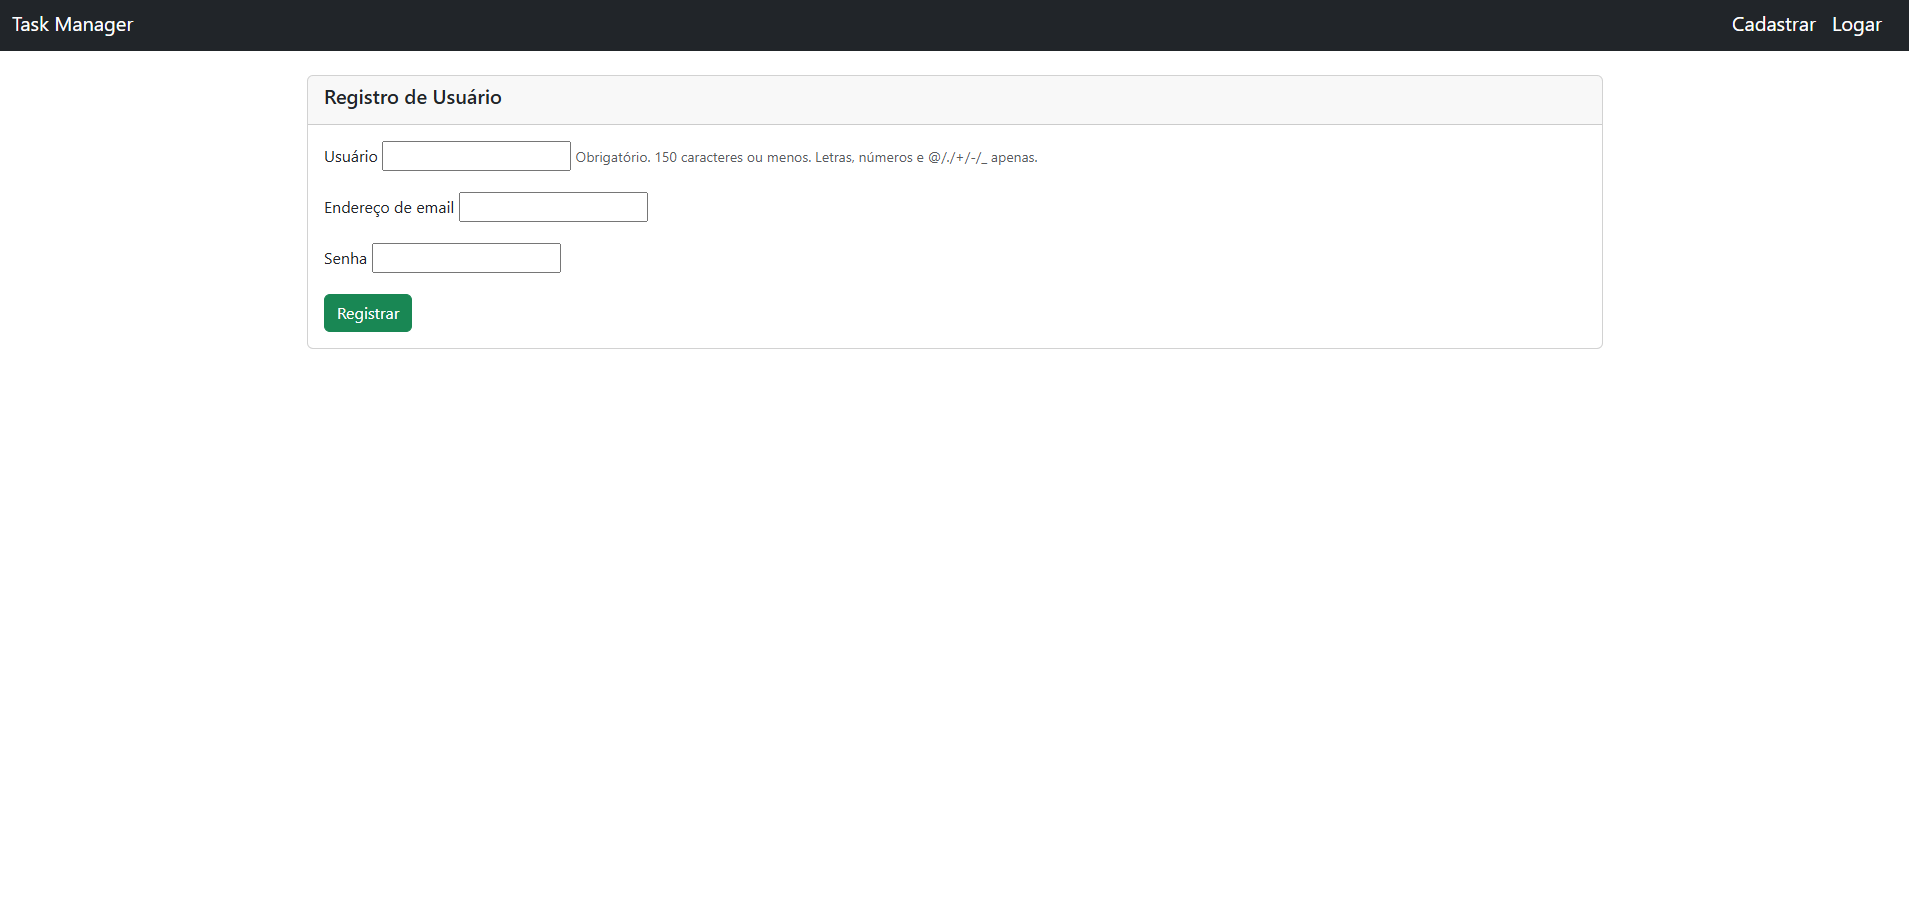 Task Manager Cadastrar Logar
Registro de Usuário
Usuário Obrigatório. 150 caracteres ou menos. Letras, números e @/./+/-/_ apenas.
Endereço de email
Senha
Registrar